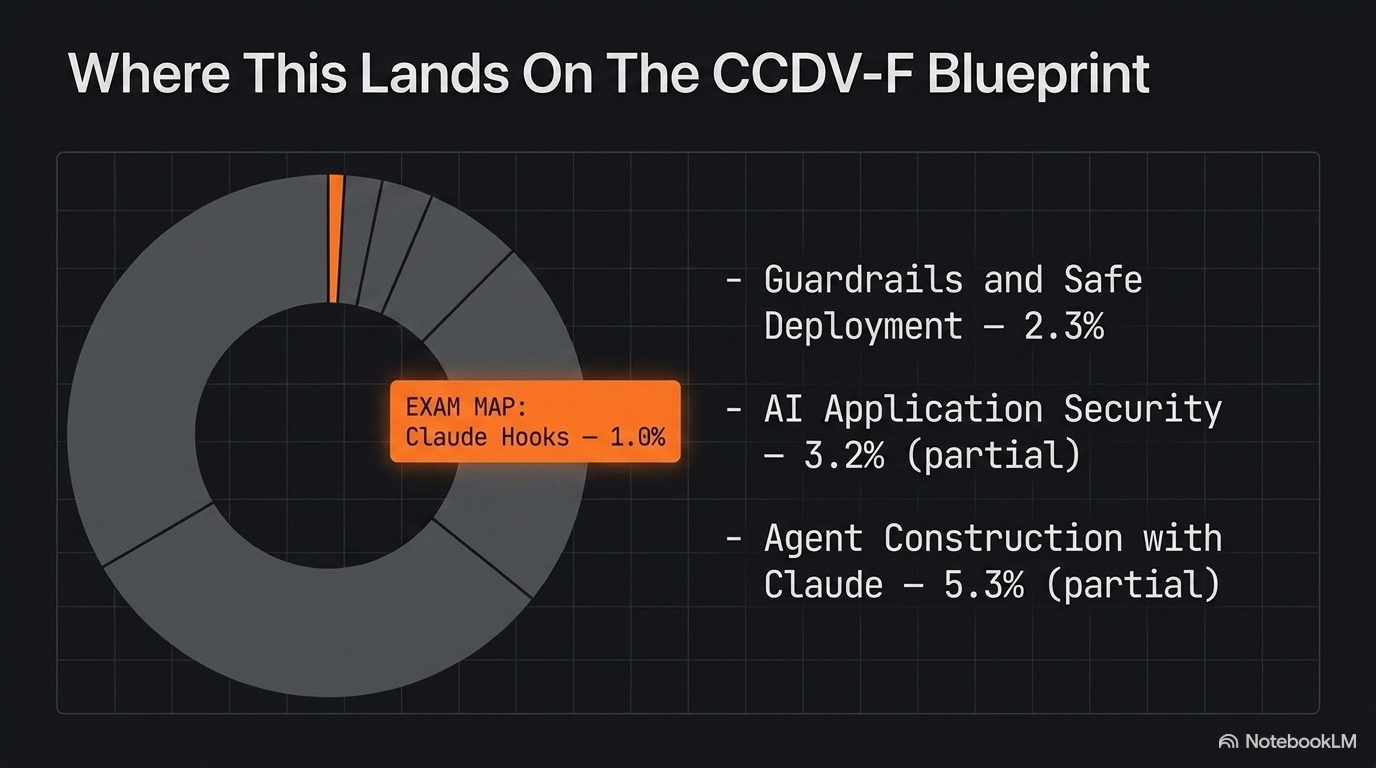 Where This Lands On The CCDV-F Blueprint
EXAM MAP:
Claude Hooks — 1.0%
- Guardrails and Safe
Deployment — 2.3%
- AI Application Security
— 3.2% (partial)
- Agent Construction with
Claude — 5.3% (partial)
NotebookLM